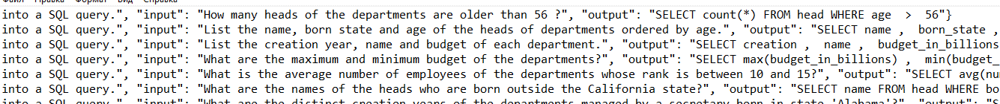 Файл Правка Формат Вид Справка
into a SQL query.", "input": "How many heads of the departments are older than 56 ?", "output": "SELECT count(*) FROM head WHERE age  >  56"}
into a SQL query.", "input": "List the name, born state and age of the heads of departments ordered by age.", "output": "SELECT name ,  born_state ,
into a SQL query.", "input": "List the creation year, name and budget of each department.", "output": "SELECT creation ,  name ,  budget_in_billions
into a SQL query.", "input": "What are the maximum and minimum budget of the departments?", "output": "SELECT max(budget_in_billions) ,  min(budget_
into a SQL query.", "input": "What is the average number of employees of the departments whose rank is between 10 and 15?", "output": "SELECT avg(nu
into a SQL query.", "input": "What are the names of the heads who are born outside the California state?", "output": "SELECT name FROM head WHERE bo
into a SQL query.", "input": "What are the distinct creation years of the departments managed by a secretary born in state 'Alabama'?", "output": "S